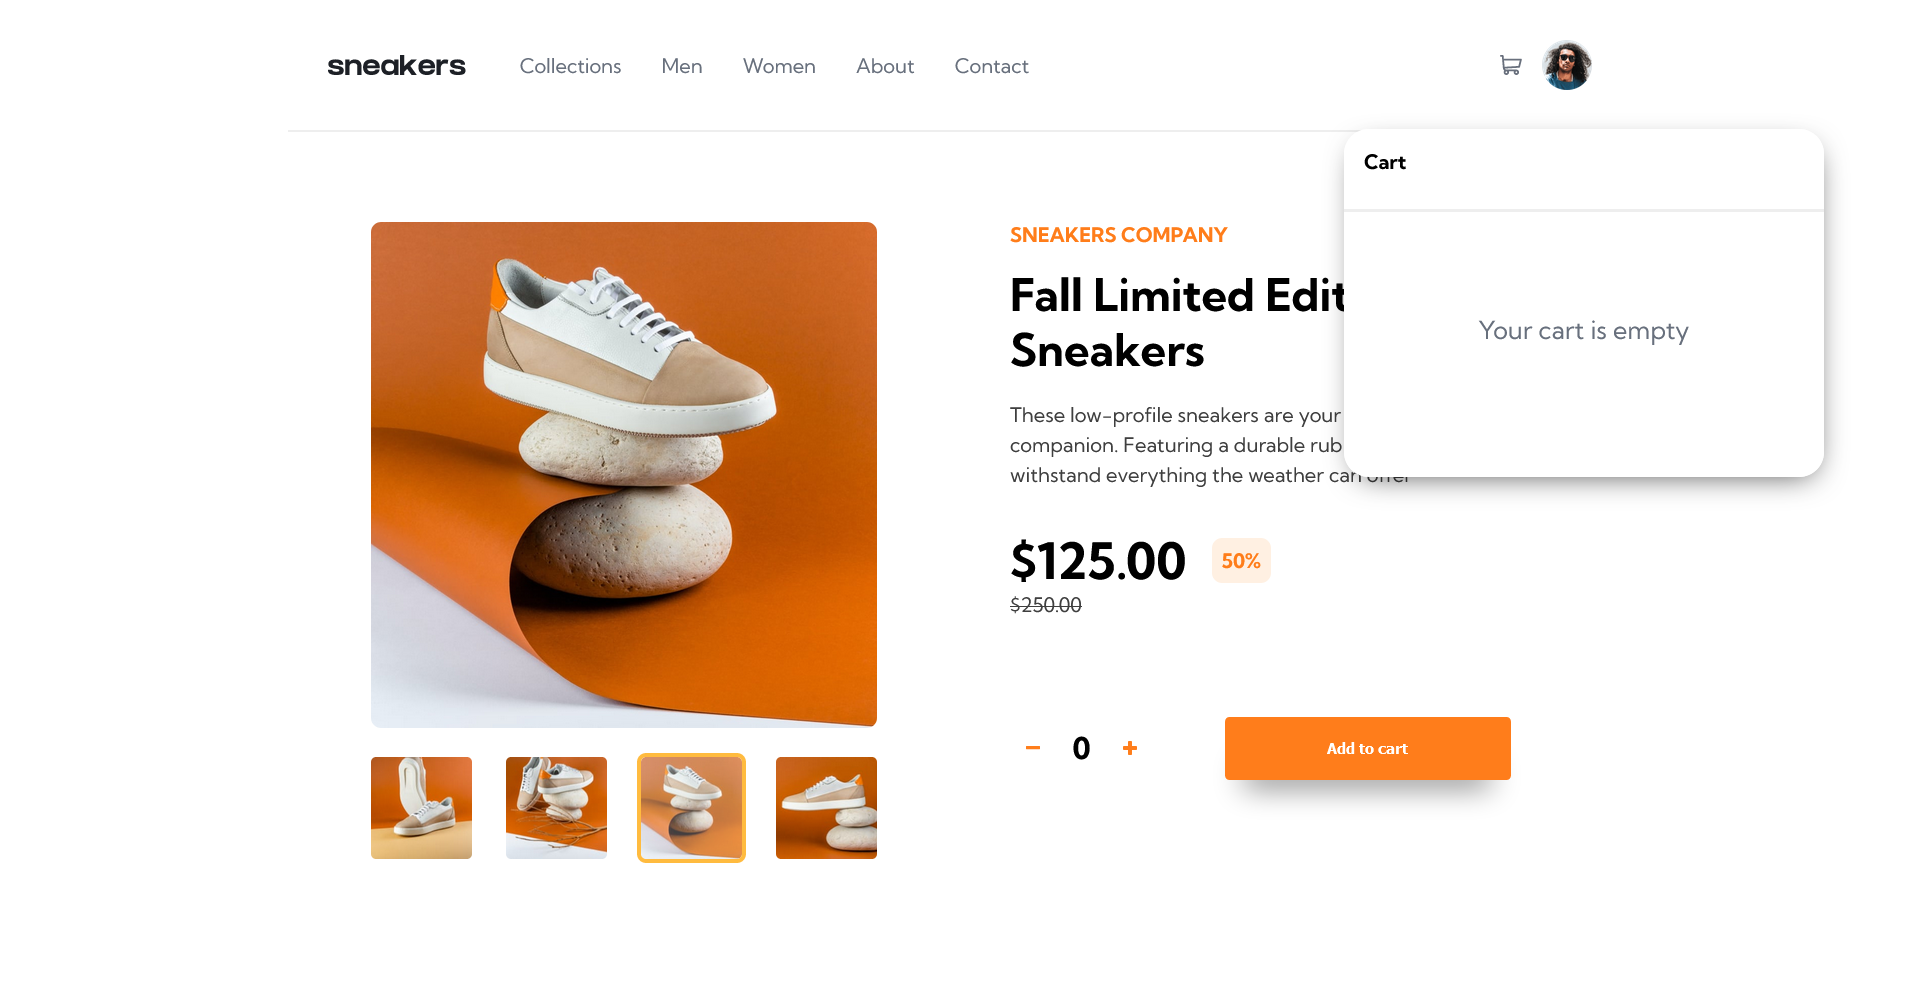 sneakers
Collections
Men
Women
About
Contact
Cart
Your cart is empty
SNEAKERS COMPANY
Fall Limited Edit
Sneakers
These low-profile sneakers are your
companion. Featuring a durable rub
withstand everything the weather can offer
$125.00
50%
$250.00
0
Add to cart